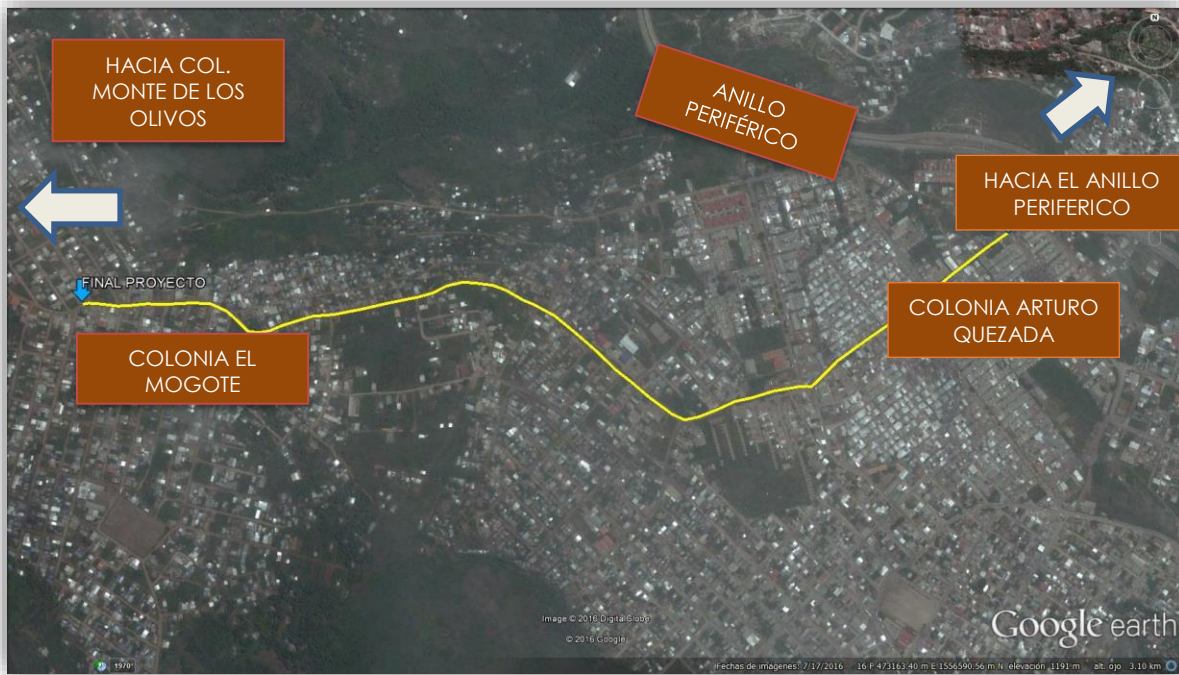 HACIA COL.
MONTE DE LOS
OLIVOS
ANILLO
PERIFÉRICO
N
HACIA EL ANILLO
PERIFERICO
FINAL PROYECTO
COLONIA ARTURO
QUEZADA
COLONIA EL
MOGOTE
Image © 2016 DigitalGlobe
© 2016 Google
Google earth
1970
Fechas de imágenes: 7/17/2016 16 P 473163.40 m E 1556590.56 m N elevación 1191 m alt. ojo 3.10 km